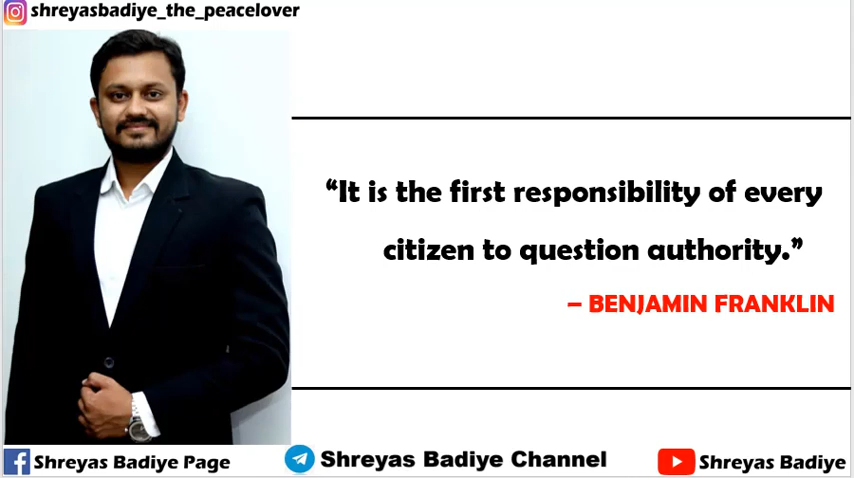 shreyasbadiye_the_peacelover
“It is the first responsibility of every
citizen to question authority.”
– BENJAMIN FRANKLIN
Shreyas Badiye Page
Shreyas Badiye Channel
Shreyas Badiye